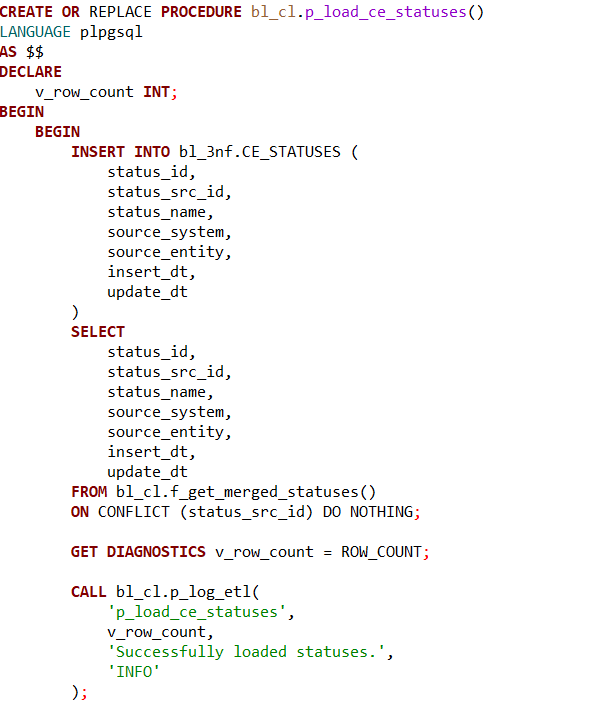 CREATE OR REPLACE PROCEDURE bl_cl.p_load_ce_statuses()
LANGUAGE plpgsql
AS $$
DECLARE
    v_row_count INT;
BEGIN
    BEGIN
        INSERT INTO bl_3nf.CE_STATUSES (
            status_id,
            status_src_id,
            status_name,
            source_system,
            source_entity,
            insert_dt,
            update_dt
        )
        SELECT
            status_id,
            status_src_id,
            status_name,
            source_system,
            source_entity,
            insert_dt,
            update_dt
        FROM bl_cl.f_get_merged_statuses()
        ON CONFLICT (status_src_id) DO NOTHING;

        GET DIAGNOSTICS v_row_count = ROW_COUNT;

        CALL bl_cl.p_log_etl(
            'p_load_ce_statuses',
            v_row_count,
            'Successfully loaded statuses.',
            'INFO'
        );